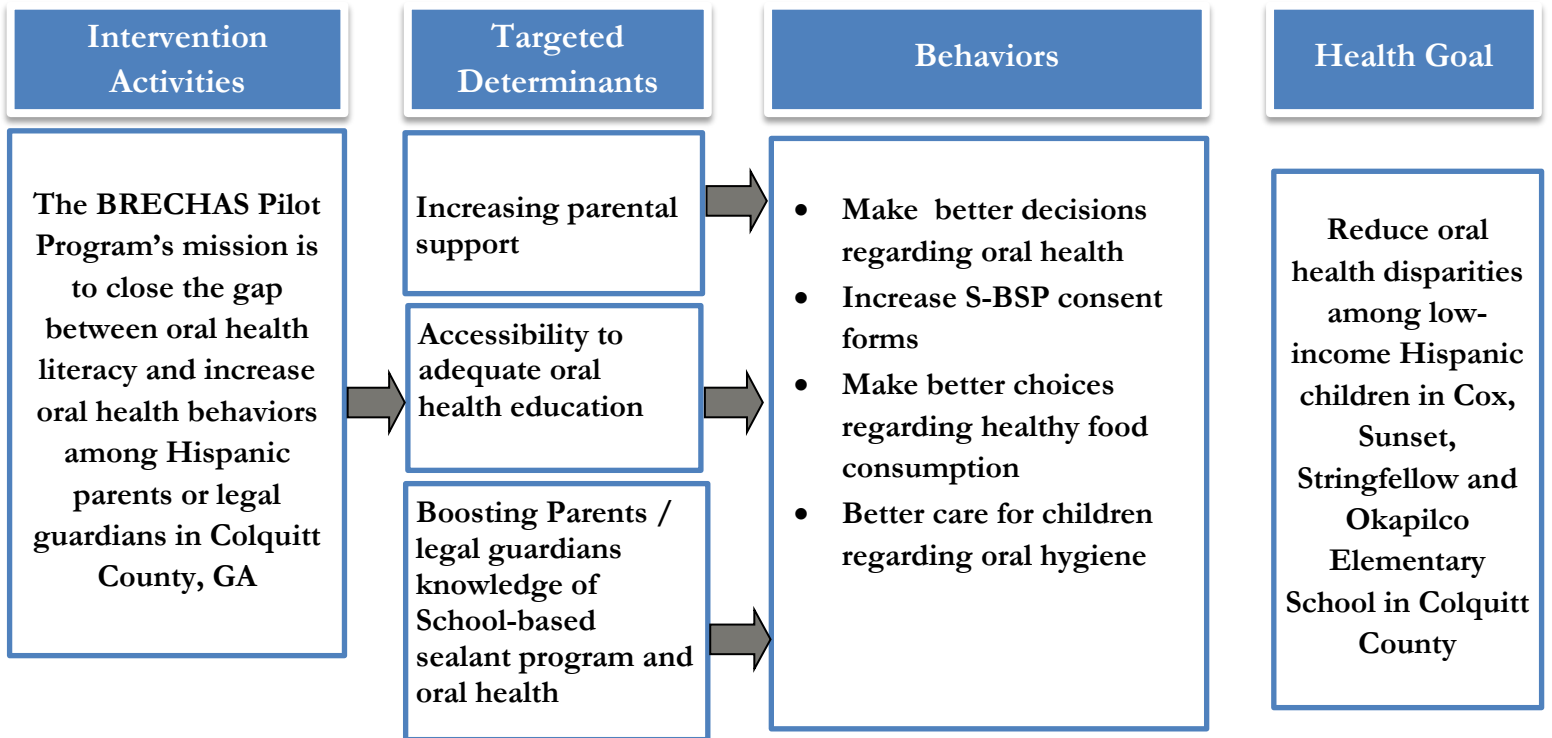 Intervention
Activities
Targeted
Determinants
Behaviors
Health Goal
The BRECHAS Pilot
Program’s mission is
to close the gap
between oral health
literacy and increase
oral health behaviors
among Hispanic
parents or legal
guardians in Colquitt
County, GA
Increasing parental
support
Accessibility to
adequate oral
health education
Boosting Parents /
legal guardians
knowledge of
School-based
sealant program and
oral health
• Make better decisions
regarding oral health
• Increase S-BSP consent
forms
• Make better choices
regarding healthy food
consumption
• Better care for children
regarding oral hygiene
Reduce oral
health disparities
among low-
income Hispanic
children in Cox,
Sunset,
Stringfellow and
Okapilco
Elementary
School in Colquitt
County